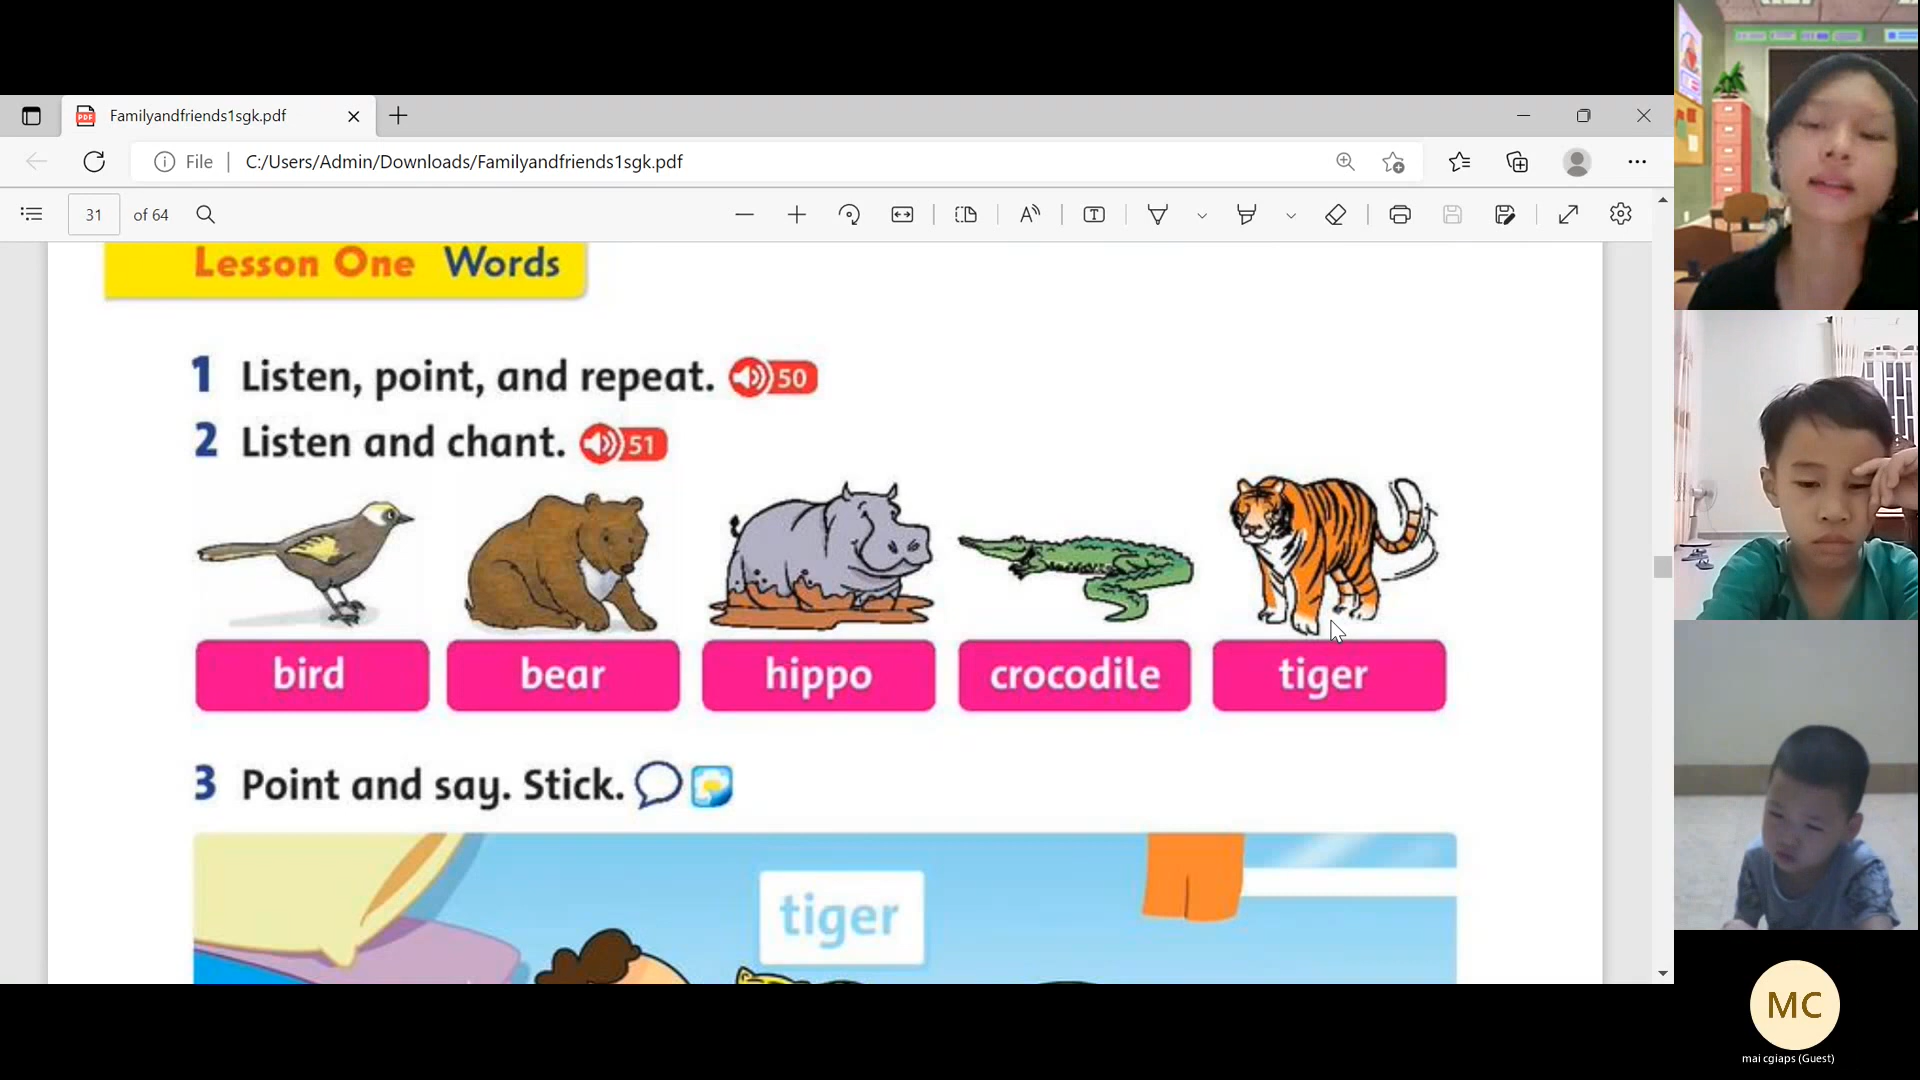 Familyandfriends1sgk.pdf
File C:/Users/Admin/Downloads/Familyandfriends1sgk.pdf
31 of 64
Lesson One Words
1 Listen, point, and repeat. 50
2 Listen and chant. 51
bird bear hippo crocodile tiger
3 Point and say. Stick.
tiger
MC
mai cgiaps (Guest)